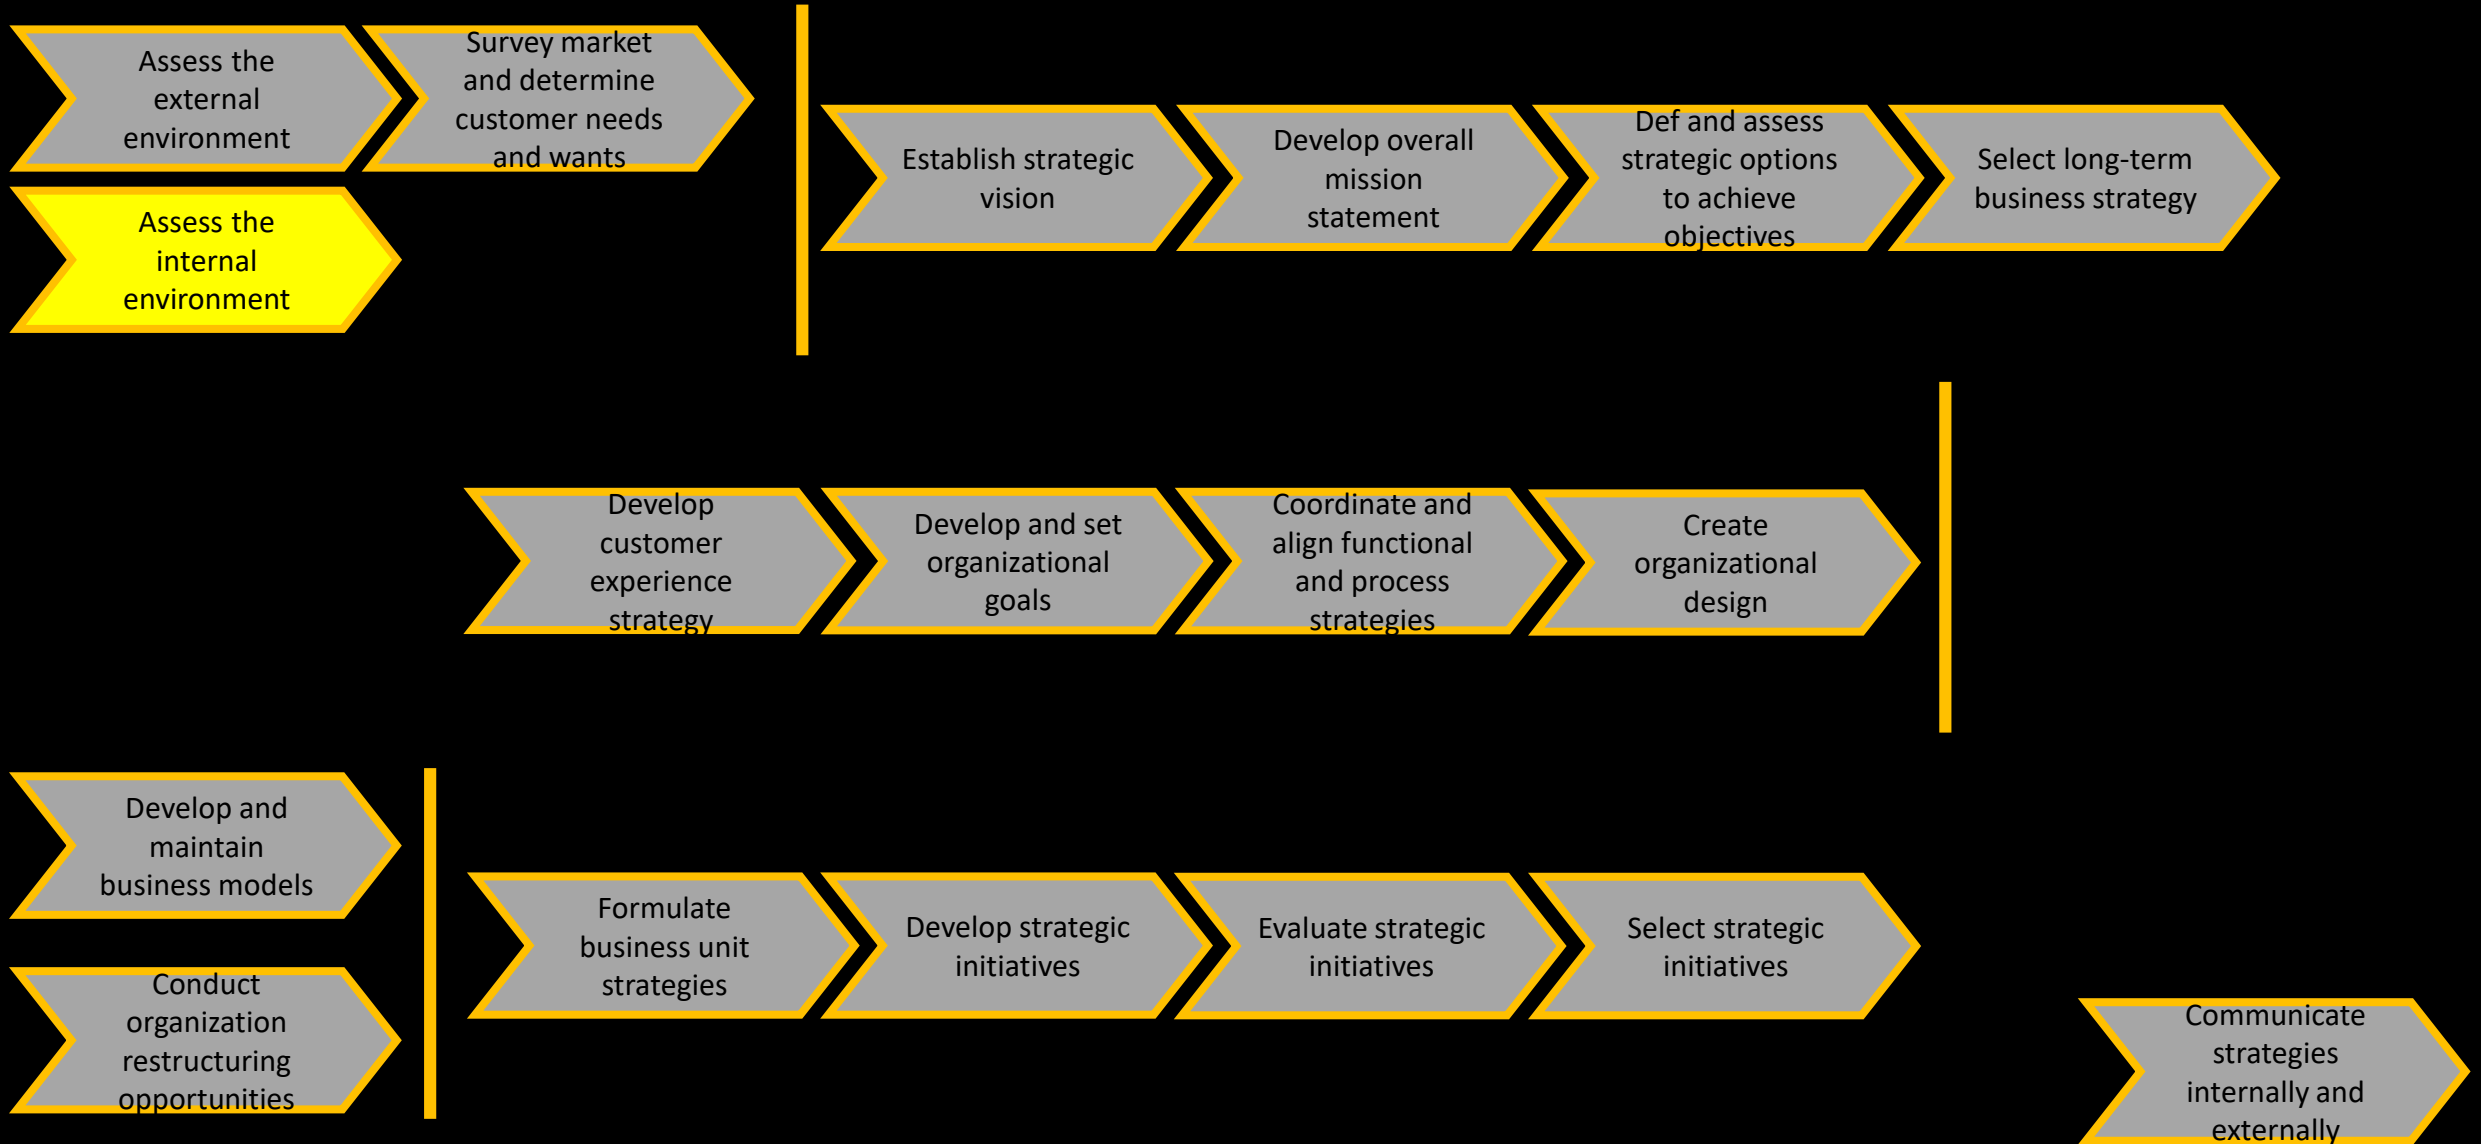 Assess the
external
environment
Survey market
and determine
customer needs
and wants
Assess the
internal
environment
Establish strategic
vision
Develop overall
mission
statement
Def and assess
strategic options
to achieve
objectives
Select long-term
business strategy
Develop
customer
experience
strategy
Develop and set
organizational
goals
Coordinate and
align functional
and process
strategies
Create
organizational
design
Develop and
maintain
business models
Conduct
organization
restructuring
opportunities
Formulate
business unit
strategies
Develop strategic
initiatives
Evaluate strategic
initiatives
Select strategic
initiatives
Communicate
strategies
internally and
externally